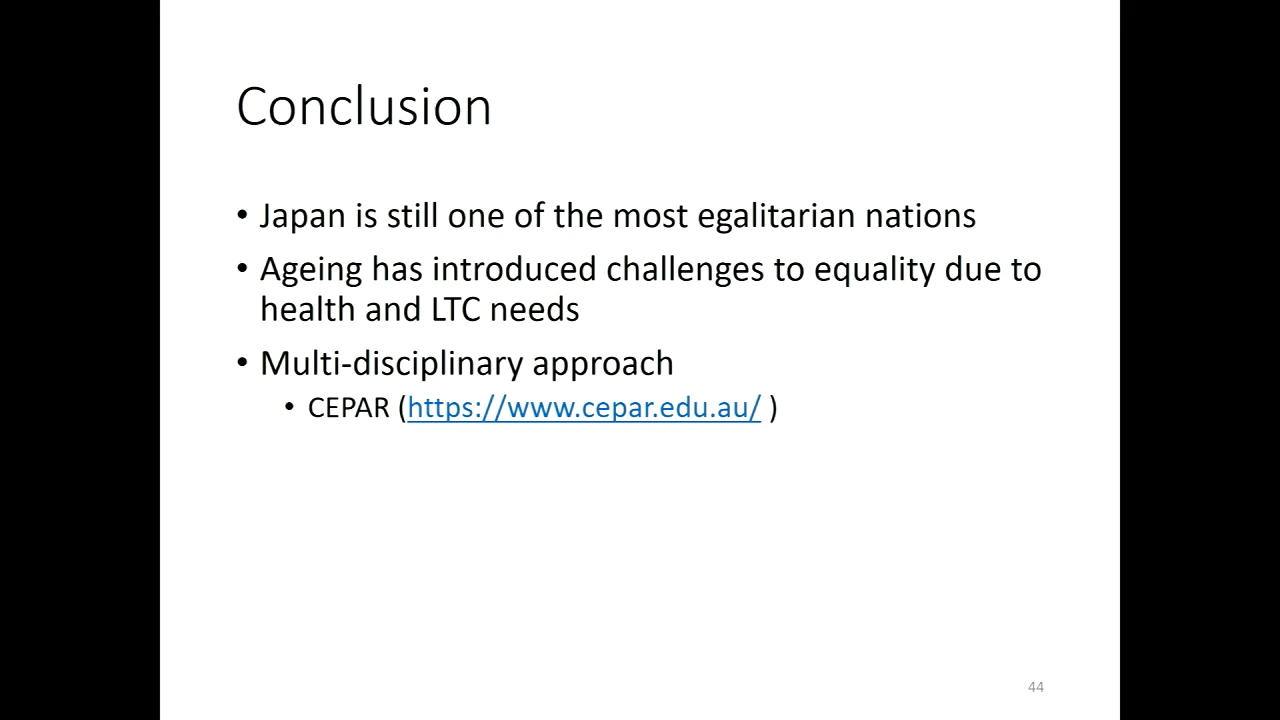 Conclusion
• Japan is still one of the most egalitarian nations
• Ageing has introduced challenges to equality due to
health and LTC needs
• Multi-disciplinary approach
• CEPAR (https://www.cepar.edu.au/ )
44